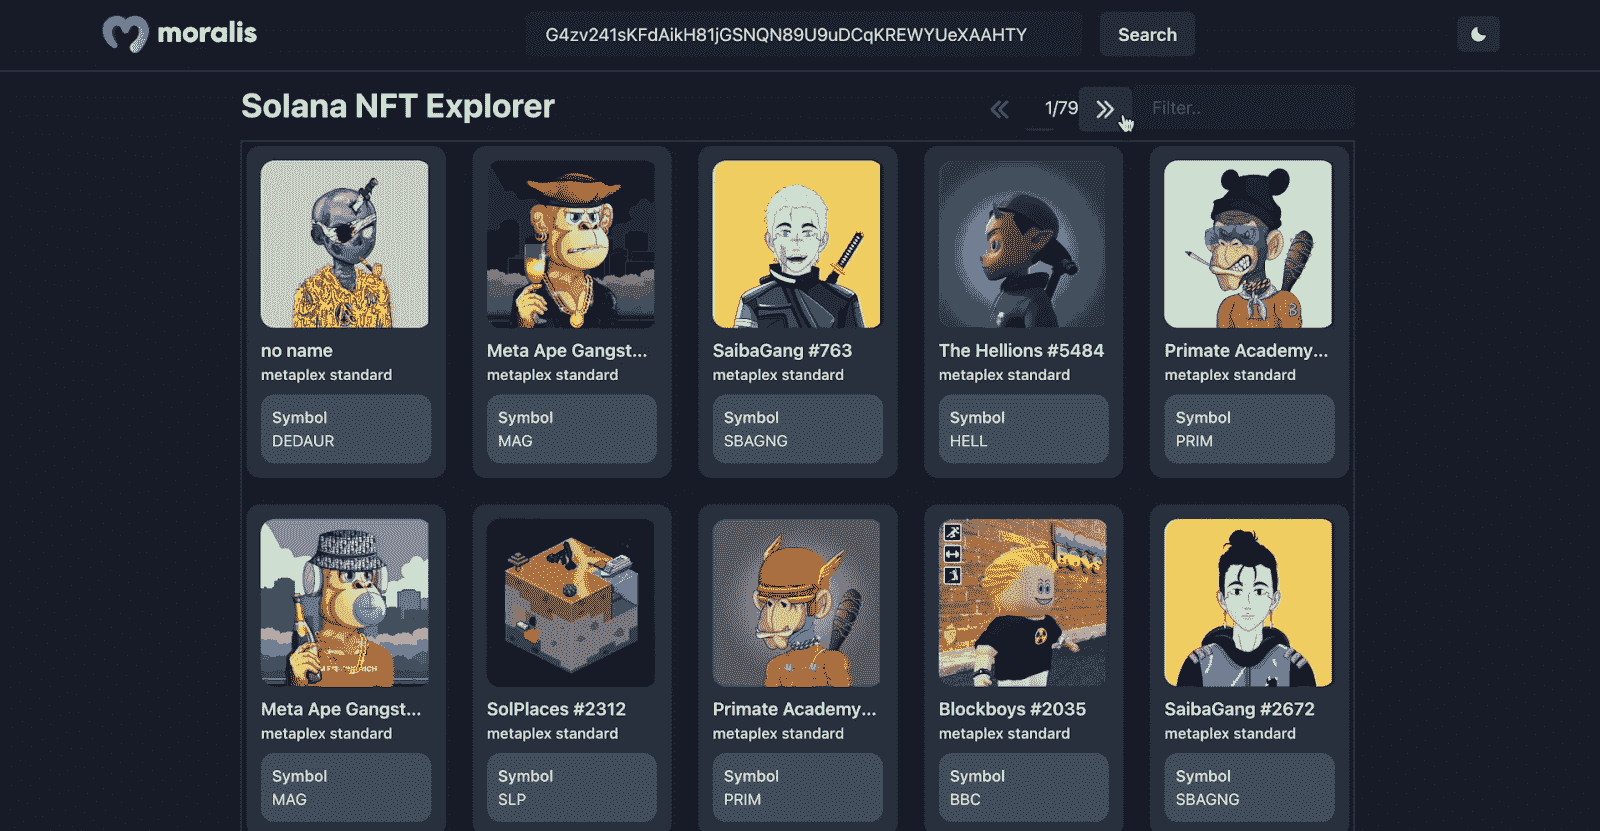 moralis
G4zv241sKFdAikH81jGSNQN89U9uDCqKREWYUeXAAHTY
Search
Solana NFT Explorer
1/79
Filter..
no name
metaplex standard
Symbol
DEDAUR
Meta Ape Gangst...
metaplex standard
Symbol
MAG
SaibaGang #763
metaplex standard
Symbol
SBAGNG
The Hellions #5484
metaplex standard
Symbol
HELL
Primate Academy...
metaplex standard
Symbol
PRIM
Meta Ape Gangst...
metaplex standard
Symbol
MAG
SolPlaces #2312
metaplex standard
Symbol
SLP
Primate Academy...
metaplex standard
Symbol
PRIM
Blockboys #2035
metaplex standard
Symbol
BBC
SaibaGang #2672
metaplex standard
Symbol
SBAGNG